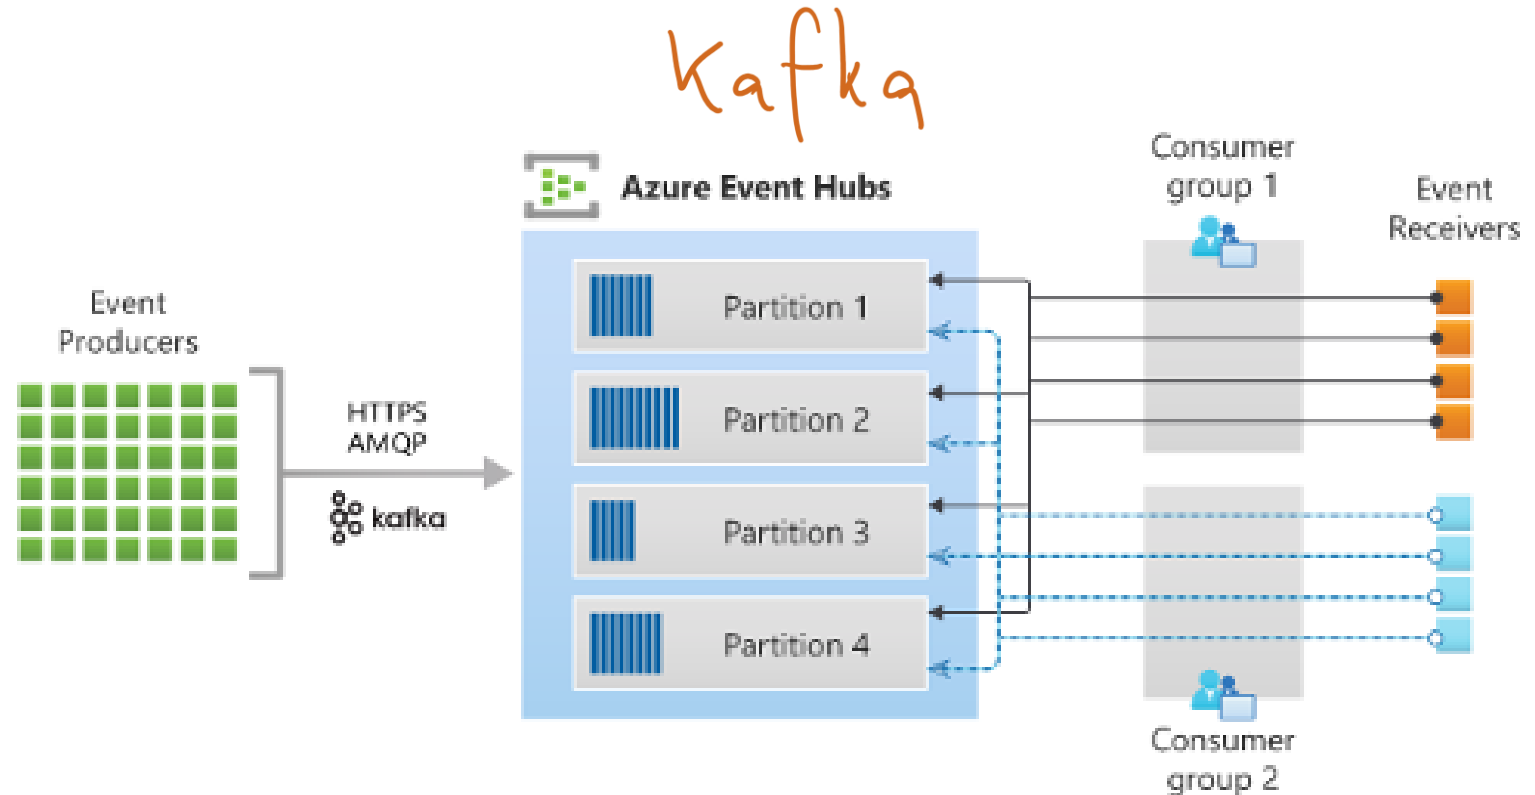 Kafka
Azure Event Hubs
Event
Producers
HTTPS
AMQP
kafka
Partition 1
Partition 2
Partition 3
Partition 4
Consumer
group 1
Event
Receivers
Consumer
group 2